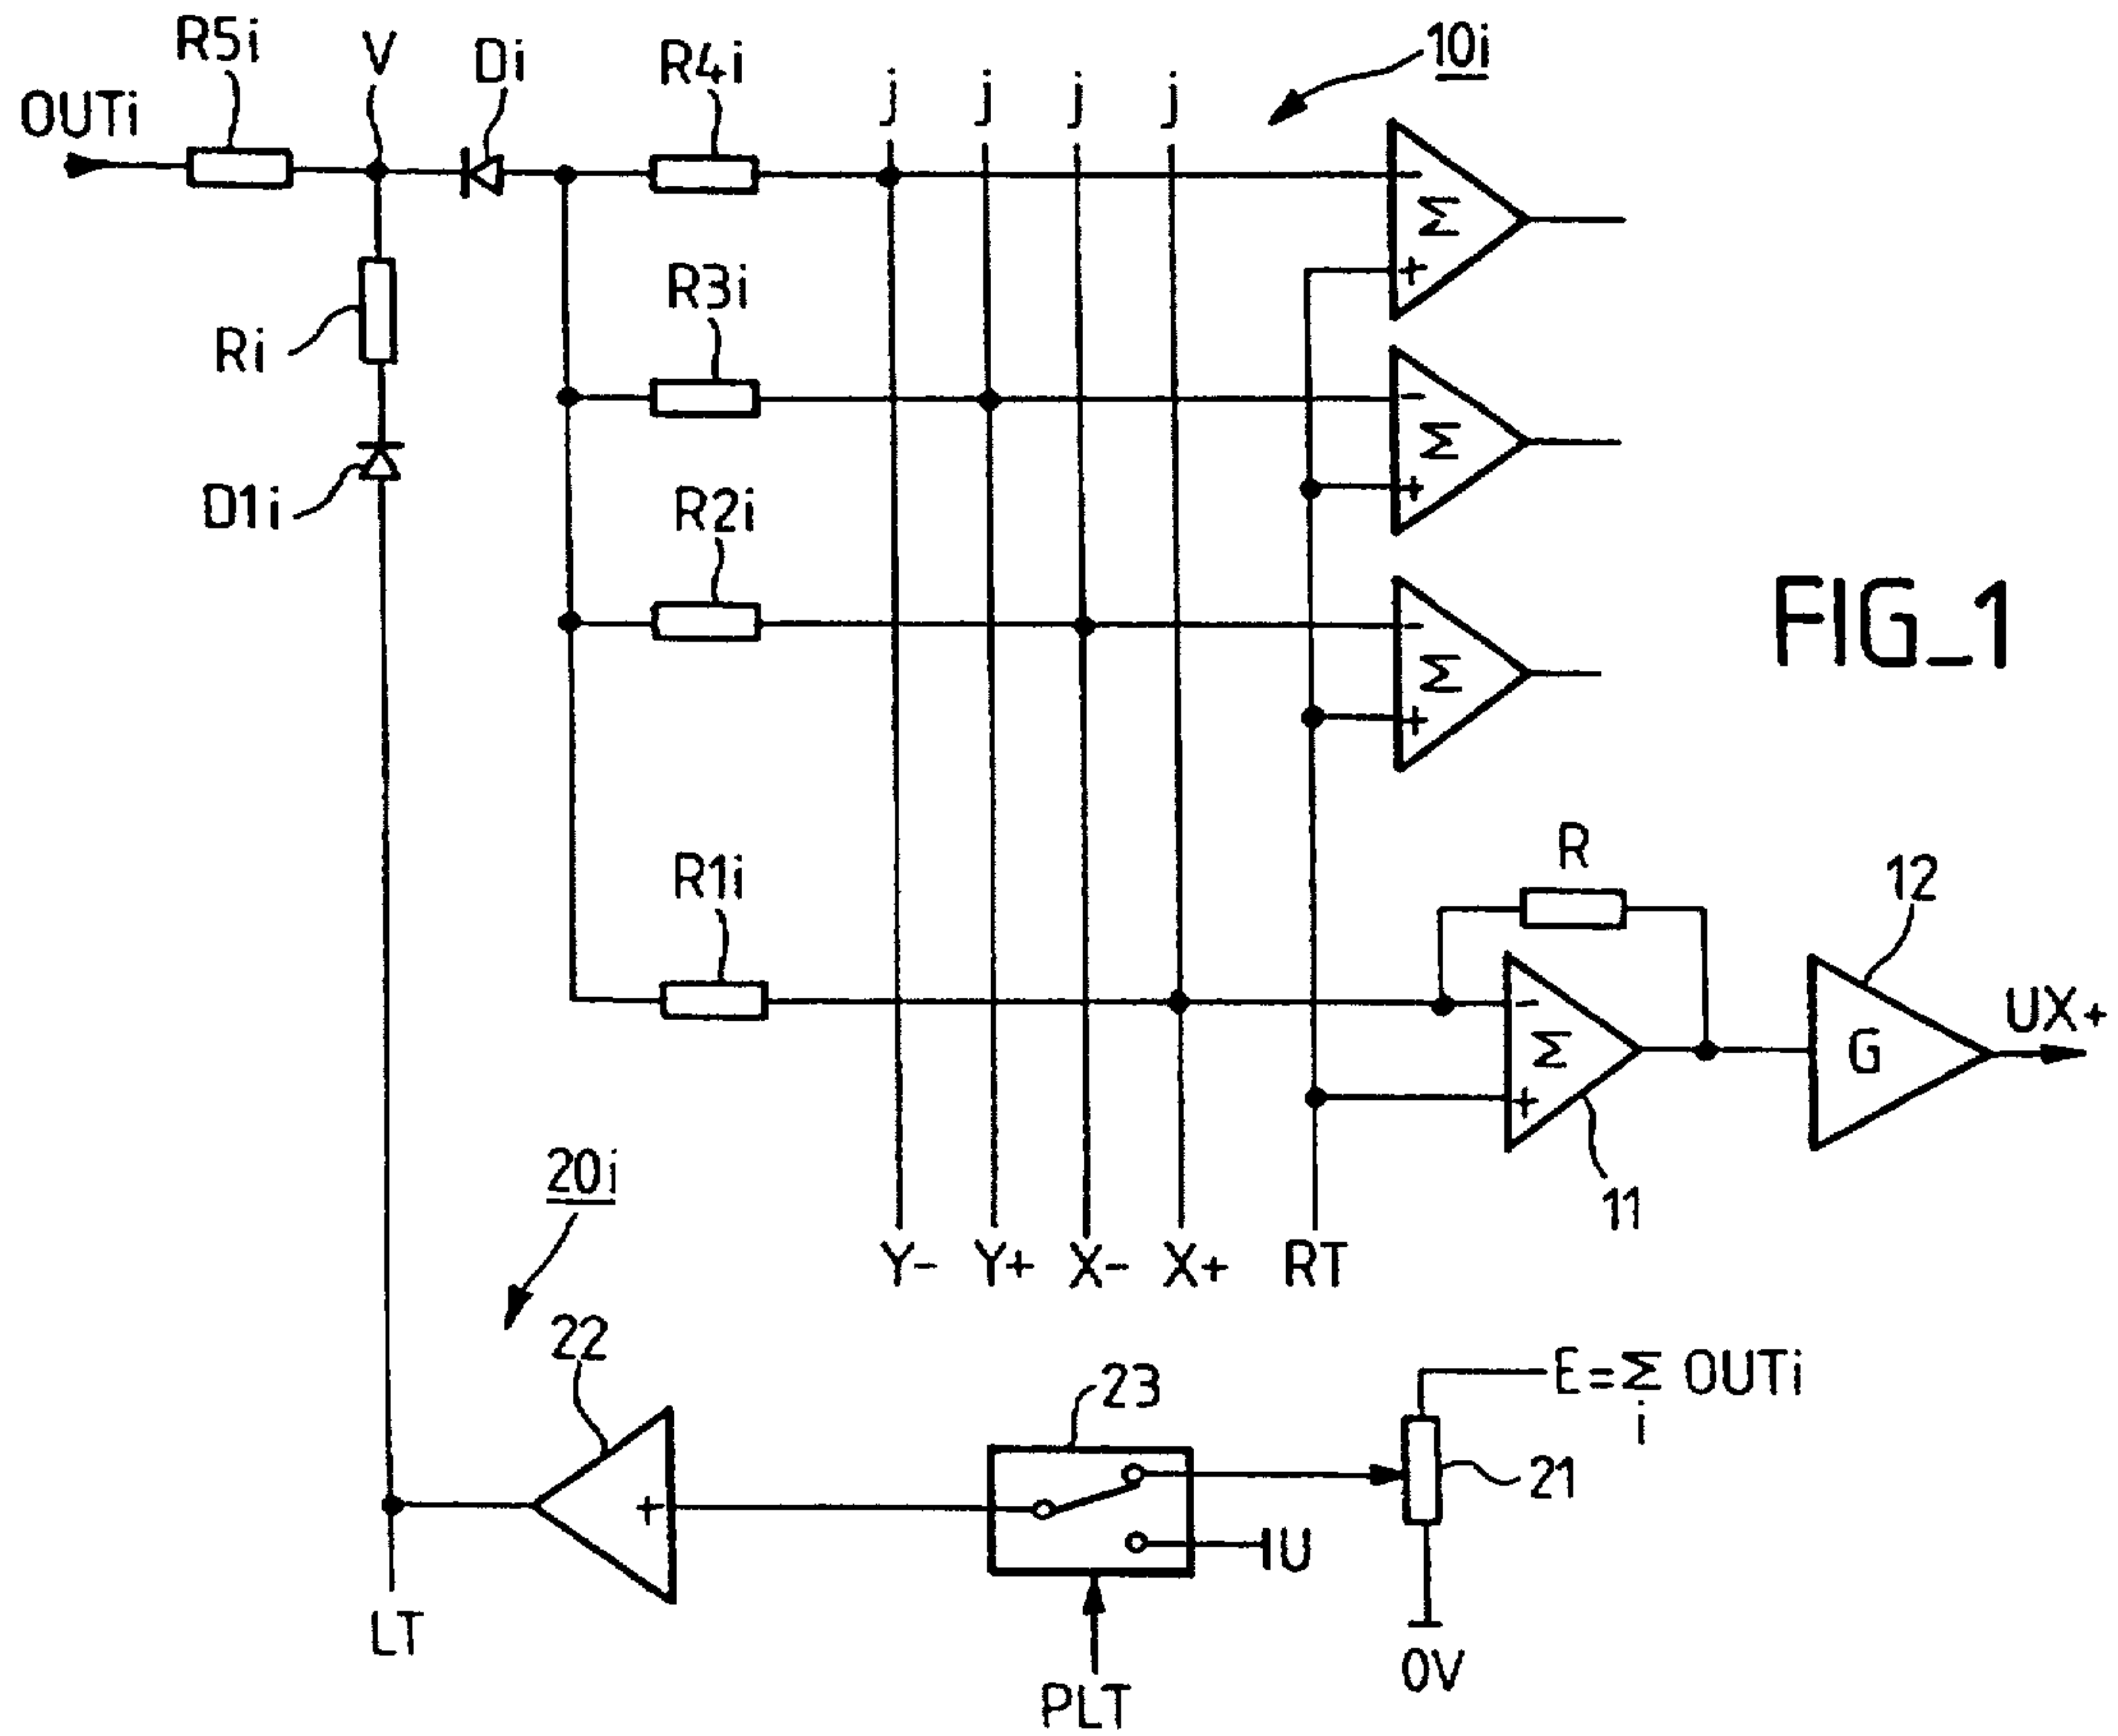 R5i
V
Di
R4i
10i
OUTi
j j j j
- Σ +
R3i
Ri
- Σ +
D1i
R2i
FIG_1
- Σ +
R
R1i
12
- Σ +
G
UX+
11
20i
Y- Y+ X- X+ RT
22
23
E = Σ OUTi
i
21
+
U
LT
PLT
0V